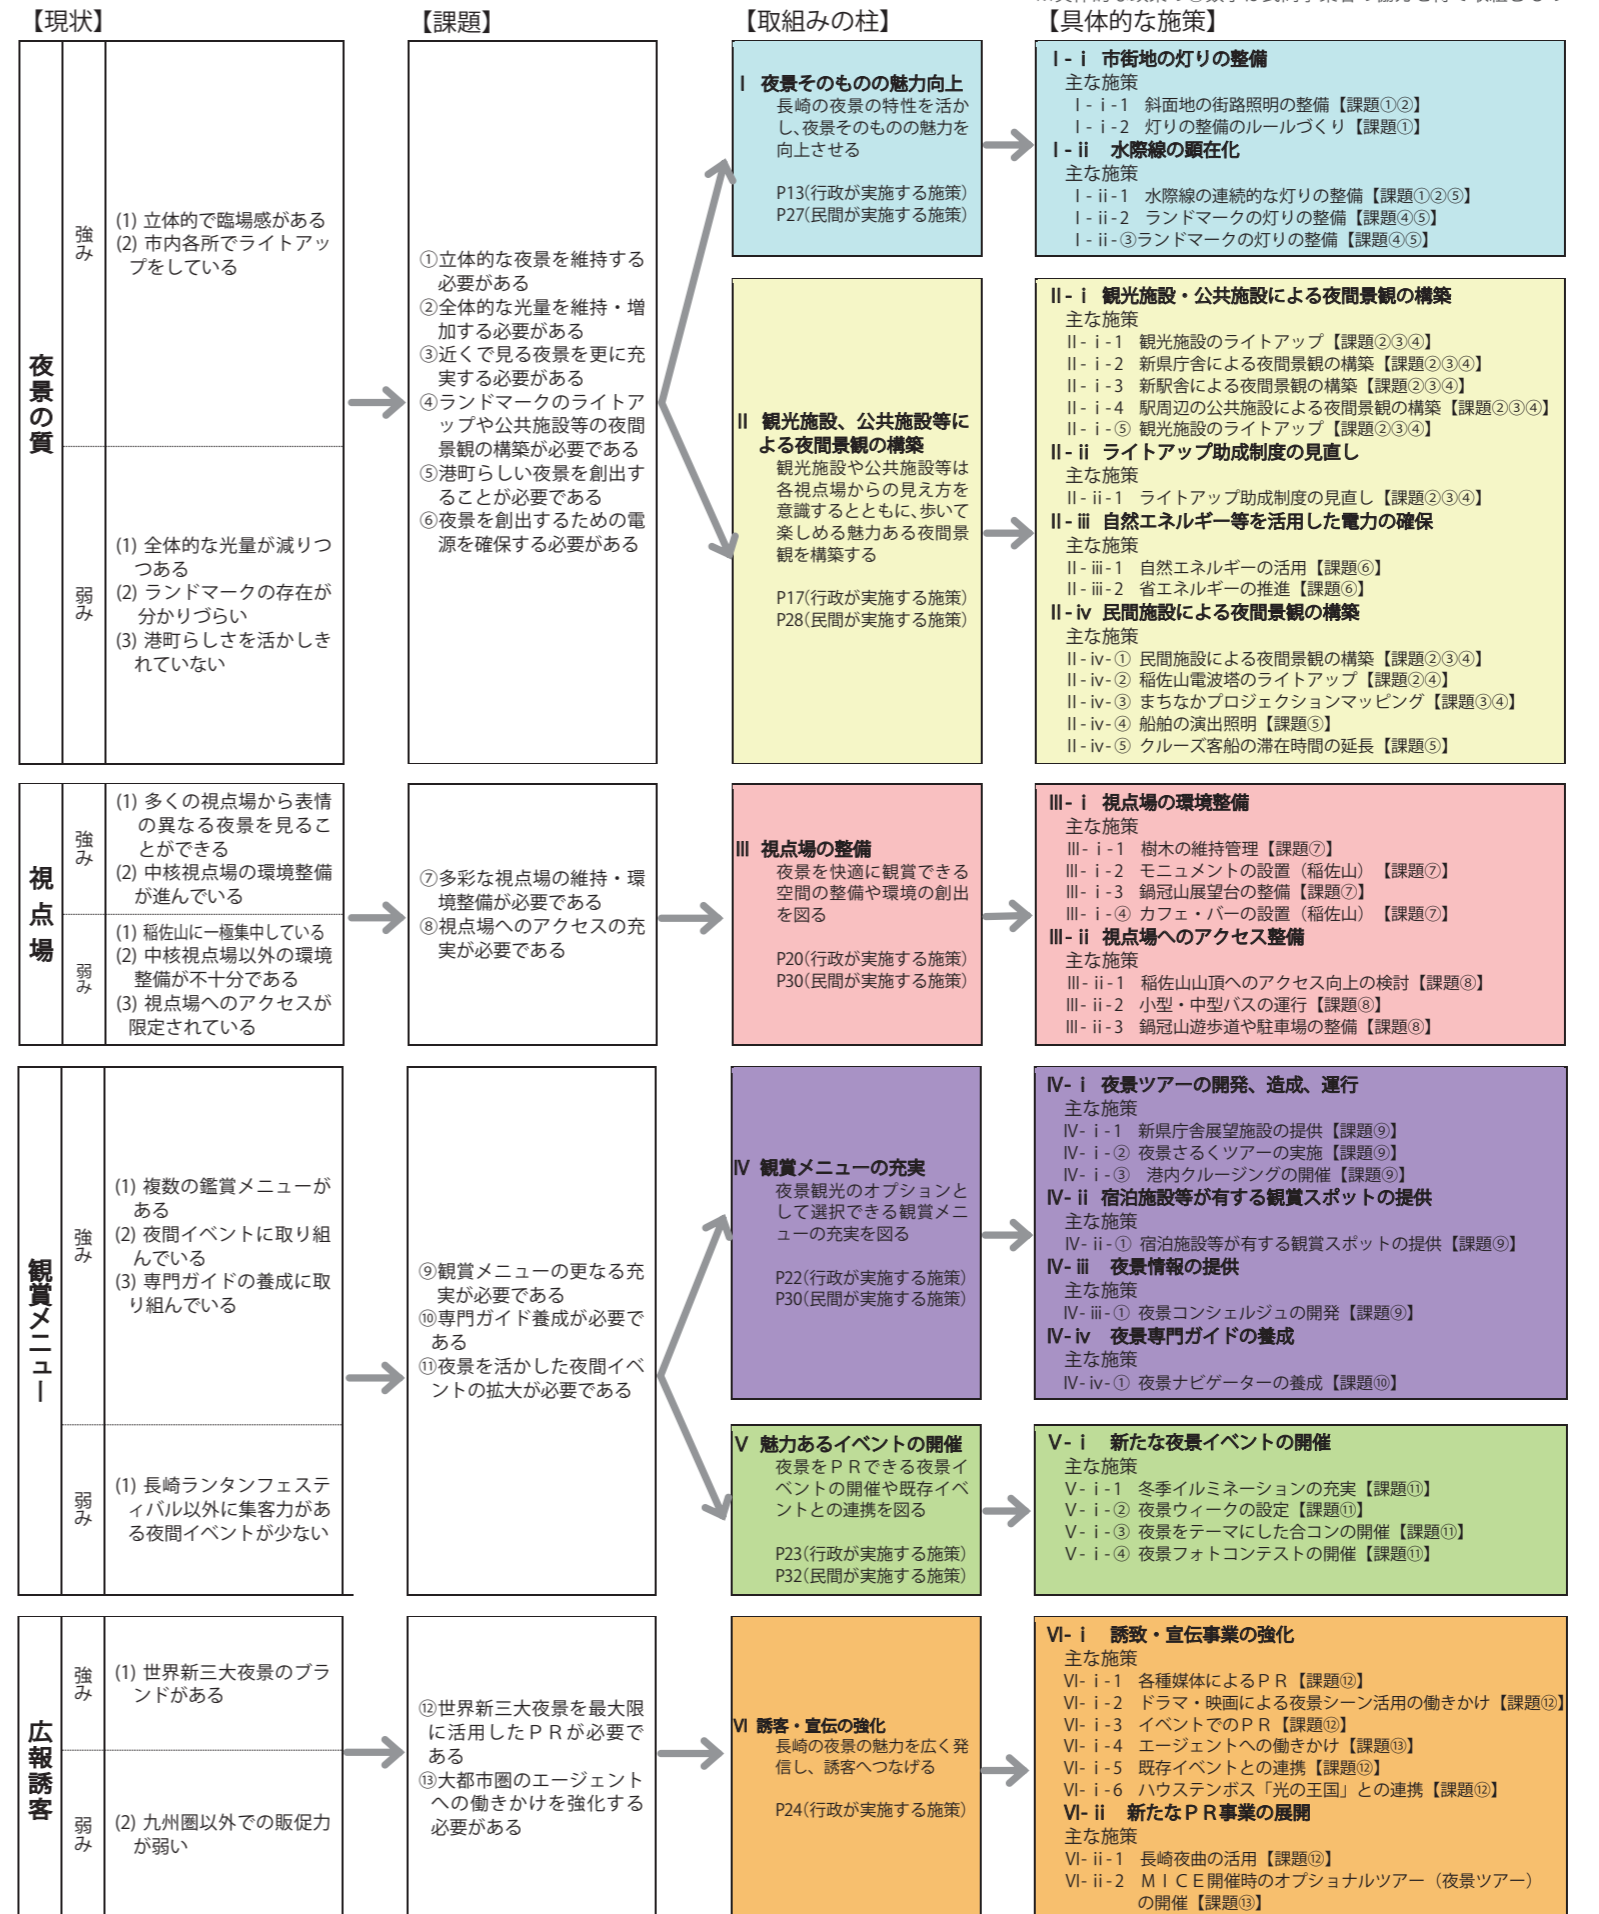 【現状】
【課題】
【取組みの柱】
【具体的な施策】
夜景の質
強み
(1) 立体的で臨場感がある
(2) 市内各所でライトアッ
プをしている
弱み
(1) 全体的な光量が減りつ
つある
(2) ランドマークの存在が
分かりづらい
(3) 港町らしさを活かしき
れていない
①立体的な夜景を維持する
必要がある
②全体的な光量を維持・増
加する必要がある
③近くで見る夜景を更に充
実する必要がある
④ランドマークのライトア
ップや公共施設等の夜間
景観の構築が必要である
⑤港町らしい夜景を創出す
ることが必要である
⑥夜景を創出するための電
源を確保する必要がある
Ⅰ 夜景そのものの魅力向上
長崎の夜景の特性を活か
し、夜景そのものの魅力を
向上させる
P13(行政が実施する施策)
P27(民間が実施する施策)
Ⅰ-ⅰ 市街地の灯りの整備
主な施策
Ⅰ-ⅰ-1 斜面地の街路照明の整備【課題①②】
Ⅰ-ⅰ-2 灯りの整備のルールづくり【課題①】
Ⅰ-ⅱ 水際線の顕在化
主な施策
Ⅰ-ⅱ-1 水際線の連続的な灯りの整備【課題①②⑤】
Ⅰ-ⅱ-2 ランドマークの灯りの整備【課題④⑤】
Ⅰ-ⅱ-③ランドマークの灯りの整備【課題④⑤】
Ⅱ 観光施設、公共施設等に
よる夜間景観の構築
観光施設や公共施設等は
各視点場からの見え方を
意識するとともに、歩いて
楽しめる魅力ある夜間景
観を構築する
P17(行政が実施する施策)
P28(民間が実施する施策)
Ⅱ-ⅰ 観光施設・公共施設による夜間景観の構築
主な施策
Ⅱ-ⅰ-1 観光施設のライトアップ【課題②③④】
Ⅱ-ⅰ-2 新県庁舎による夜間景観の構築【課題②③④】
Ⅱ-ⅰ-3 新駅舎による夜間景観の構築【課題②③④】
Ⅱ-ⅰ-4 駅周辺の公共施設による夜間景観の構築【課題②③④】
Ⅱ-ⅰ-⑤ 観光施設のライトアップ【課題②③④】
Ⅱ-ⅱ ライトアップ助成制度の見直し
主な施策
Ⅱ-ⅱ-1 ライトアップ助成制度の見直し【課題②③④】
Ⅱ-ⅲ 自然エネルギー等を活用した電力の確保
主な施策
Ⅱ-ⅲ-1 自然エネルギーの活用【課題⑥】
Ⅱ-ⅲ-2 省エネルギーの推進【課題⑥】
Ⅱ-ⅳ 民間施設による夜間景観の構築
主な施策
Ⅱ-ⅳ-① 民間施設による夜間景観の構築【課題②③④】
Ⅱ-ⅳ-② 稲佐山電波塔のライトアップ【課題②④】
Ⅱ-ⅳ-③ まちなかプロジェクションマッピング【課題③④】
Ⅱ-ⅳ-④ 船舶の演出照明【課題⑤】
Ⅱ-ⅳ-⑤ クルーズ客船の滞在時間の延長【課題⑤】
視点場
強み
(1) 多くの視点場から表情
の異なる夜景を見るこ
とができる
(2) 中核視点場の環境整備
が進んでいる
弱み
(1) 稲佐山に一極集中している
(2) 中核視点場以外の環境
整備が不十分である
(3) 視点場へのアクセスが
限定されている
⑦多彩な視点場の維持・環
境整備が必要である
⑧視点場へのアクセスの充
実が必要である
Ⅲ 視点場の整備
夜景を快適に観賞できる
空間の整備や環境の創出
を図る
P20(行政が実施する施策)
P30(民間が実施する施策)
Ⅲ-ⅰ 視点場の環境整備
主な施策
Ⅲ-ⅰ-1 樹木の維持管理【課題⑦】
Ⅲ-ⅰ-2 モニュメントの設置（稲佐山）【課題⑦】
Ⅲ-ⅰ-3 鍋冠山展望台の整備【課題⑦】
Ⅲ-ⅰ-④ カフェ・バーの設置（稲佐山）【課題⑦】
Ⅲ-ⅱ 視点場へのアクセス整備
主な施策
Ⅲ-ⅱ-1 稲佐山山頂へのアクセス向上の検討【課題⑧】
Ⅲ-ⅱ-2 小型・中型バスの運行【課題⑧】
Ⅲ-ⅱ-3 鍋冠山遊歩道や駐車場の整備【課題⑧】
観賞メニュー
強み
(1) 複数の鑑賞メニューが
ある
(2) 夜間イベントに取り組
んでいる
(3) 専門ガイドの養成に取
り組んでいる
弱み
(1) 長崎ランタンフェステ
ィバル以外に集客力があ
る夜間イベントが少ない
⑨観賞メニューの更なる充
実が必要である
⑩専門ガイド養成が必要で
ある
⑪夜景を活かした夜間イベ
ントの拡大が必要である
Ⅳ 観賞メニューの充実
夜景観光のオプションと
して選択できる観賞メニ
ューの充実を図る
P22(行政が実施する施策)
P30(民間が実施する施策)
Ⅳ-ⅰ 夜景ツアーの開発、造成、運行
主な施策
Ⅳ-ⅰ-1 新県庁舎展望施設の提供【課題⑨】
Ⅳ-ⅰ-② 夜景さるくツアーの実施【課題⑨】
Ⅳ-ⅰ-③ 港内クルージングの開催【課題⑨】
Ⅳ-ⅱ 宿泊施設等が有する観賞スポットの提供
主な施策
Ⅳ-ⅱ-① 宿泊施設等が有する観賞スポットの提供【課題⑨】
Ⅳ-ⅲ 夜景情報の提供
主な施策
Ⅳ-ⅲ-① 夜景コンシェルジュの開発【課題⑨】
Ⅳ-ⅳ 夜景専門ガイドの養成
主な施策
Ⅳ-ⅳ-① 夜景ナビゲーターの養成【課題⑩】
Ⅴ 魅力あるイベントの開催
夜景をＰＲできる夜景イ
ベントの開催や既存イベ
ントとの連携を図る
P23(行政が実施する施策)
P32(民間が実施する施策)
Ⅴ-ⅰ 新たな夜景イベントの開催
主な施策
Ⅴ-ⅰ-1 冬季イルミネーションの充実【課題⑪】
Ⅴ-ⅰ-② 夜景ウィークの設定【課題⑪】
Ⅴ-ⅰ-③ 夜景をテーマにした合コンの開催【課題⑪】
Ⅴ-ⅰ-④ 夜景フォトコンテストの開催【課題⑪】
広報誘客
強み
(1) 世界新三大夜景のブラ
ンドがある
弱み
(2) 九州圏以外での販促力
が弱い
⑫世界新三大夜景を最大限
に活用したＰＲが必要で
ある
⑬大都市圏のエージェント
への働きかけを強化する
必要がある
Ⅵ 誘客・宣伝の強化
長崎の夜景の魅力を広く発
信し、誘客へつなげる
P24(行政が実施する施策)
Ⅵ-ⅰ 誘致・宣伝事業の強化
主な施策
Ⅵ-ⅰ-1 各種媒体によるＰＲ【課題⑫】
Ⅵ-ⅰ-2 ドラマ・映画による夜景シーン活用の働きかけ【課題⑫】
Ⅵ-ⅰ-3 イベントでのＰＲ【課題⑫】
Ⅵ-ⅰ-4 エージェントへの働きかけ【課題⑬】
Ⅵ-ⅰ-5 既存イベントとの連携【課題⑫】
Ⅵ-ⅰ-6 ハウステンボス「光の王国」との連携【課題⑫】
Ⅵ-ⅱ 新たなＰＲ事業の展開
主な施策
Ⅵ-ⅱ-1 長崎夜曲の活用【課題⑫】
Ⅵ-ⅱ-2 ＭＩＣＥ開催時のオプショナルツアー（夜景ツアー）
の開催【課題⑬】